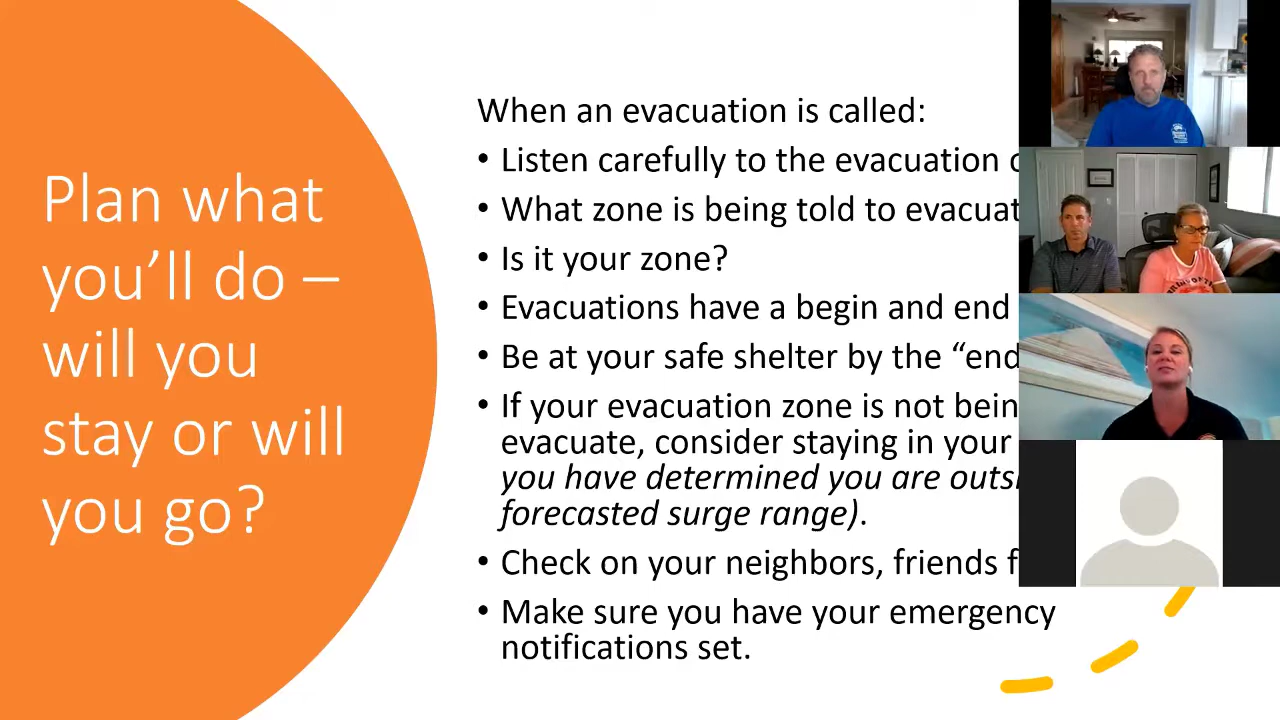 Plan what
you'll do –
will you
stay or will
you go?
When an evacuation is called:
• Listen carefully to the evacuation
• What zone is being told to
• Is it your zone?
• Evacuations have a begin and end
• Be at your safe shelter by the “end
• If your evacuation zone is not
evacuate, consider staying in your
you have determined you are
forecasted surge range).
• Check on your neighbors, friends
• Make sure you have your emergency
notifications set.